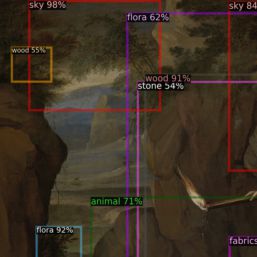 sky 98%
sky 84
flora 62%
wood 55%
wood 91%
stone 54%
animal 71%
flora 92%
fabrics